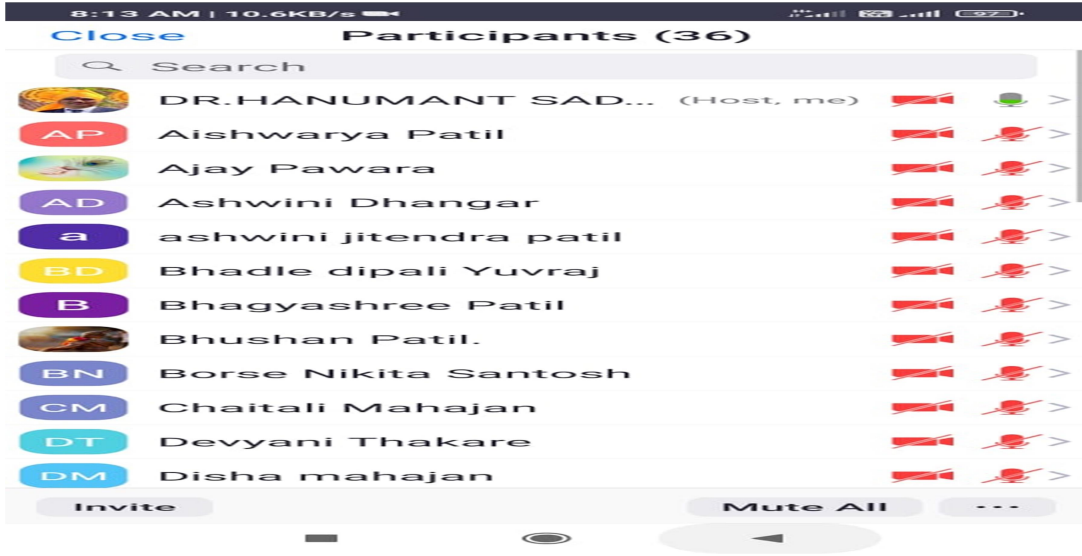 8:13 AM | 10.6KB/s 97
Close Participants (36)
Search
DR.HANUMANT SAD... (Host, me)
AP Aishwarya Patil
Ajay Pawara
AD Ashwini Dhangar
a ashwini jitendra patil
BD Bhadle dipali Yuvraj
B Bhagyashree Patil
Bhushan Patil.
BN Borse Nikita Santosh
CM Chaitali Mahajan
DT Devyani Thakare
DM Disha mahajan
Invite Mute All ...